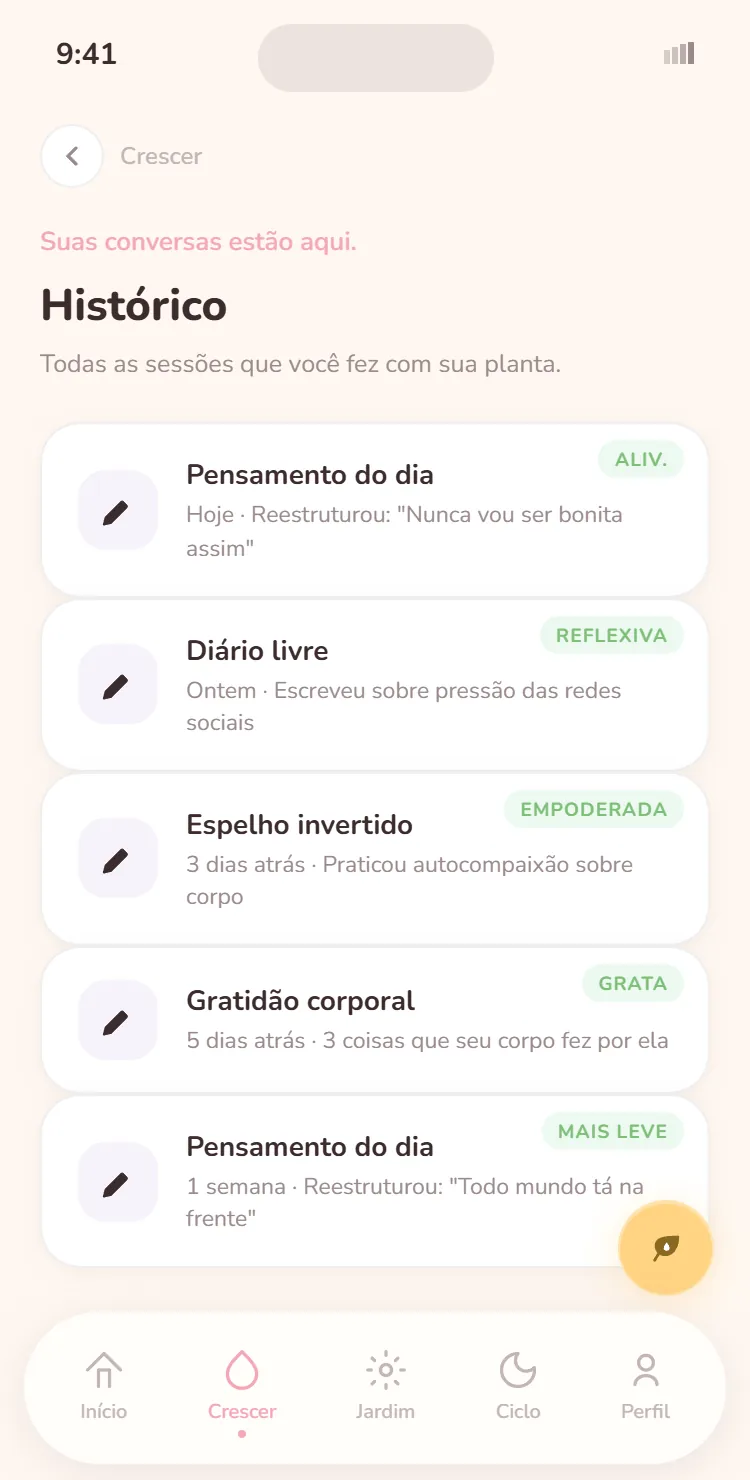 9:41
Crescer
Suas conversas estão aqui.
Histórico
Todas as sessões que você fez com sua planta.
ALIV.
Pensamento do dia
Hoje · Reestruturou: "Nunca vou ser bonita
assim"
REFLEXIVA
Diário livre
Ontem · Escreveu sobre pressão das redes
sociais
EMPODERADA
Espelho invertido
3 dias atrás · Praticou autocompaixão sobre
corpo
GRATA
Gratidão corporal
5 dias atrás · 3 coisas que seu corpo fez por ela
MAIS LEVE
Pensamento do dia
1 semana · Reestruturou: "Todo mundo tá na
frente"
Início
Crescer
Jardim
Ciclo
Perfil